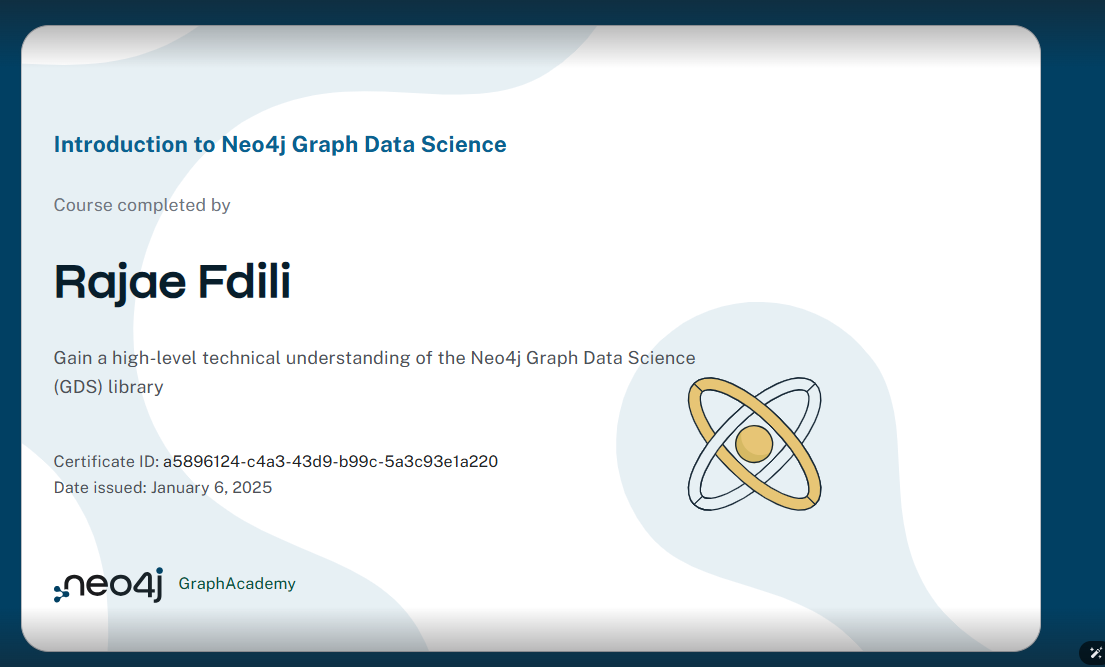 Introduction to Neo4j Graph Data Science
Course completed by
Rajae Fdili
Gain a high-level technical understanding of the Neo4j Graph Data Science
(GDS) library
Certificate ID: a5896124-c4a3-43d9-b99c-5a3c93e1a220
Date issued: January 6, 2025
neo4j GraphAcademy